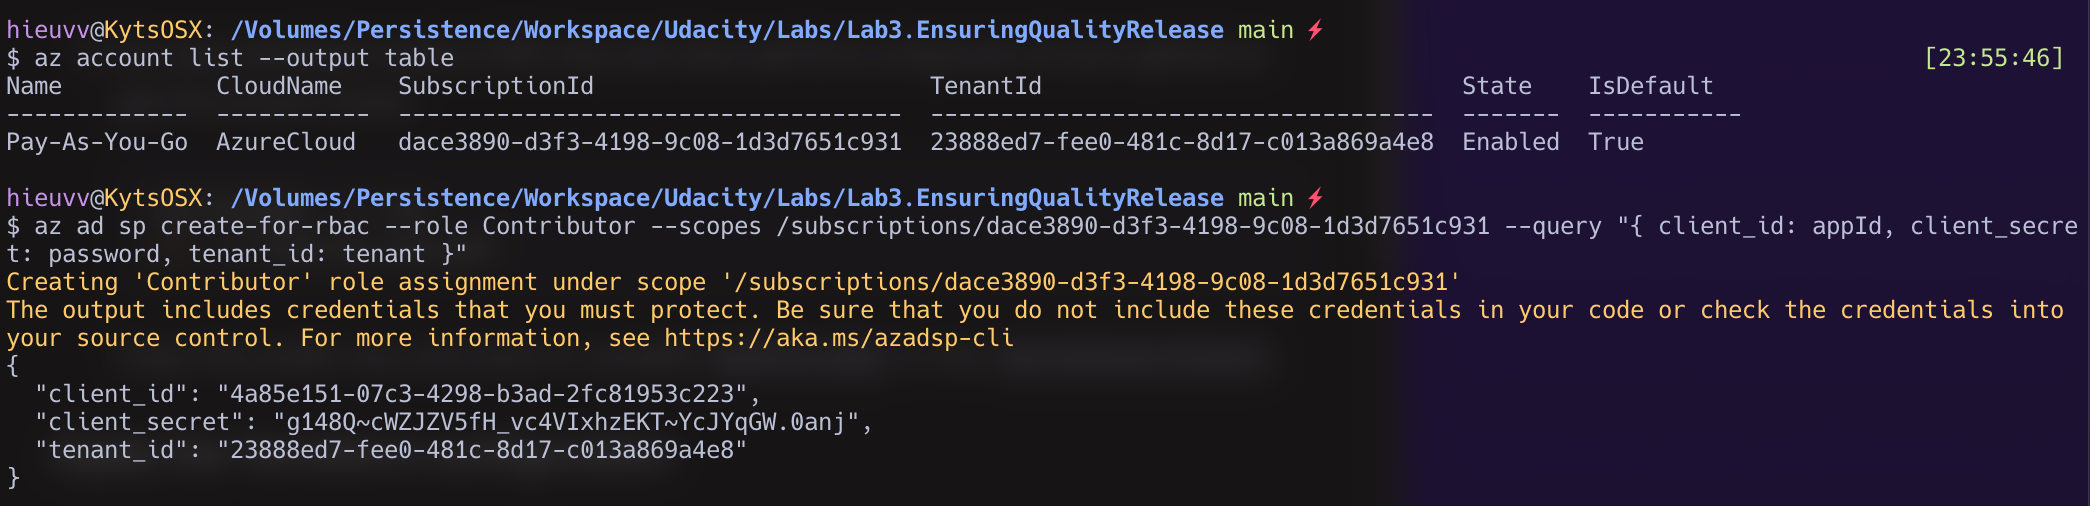 hieuvv@KytsOSX: /Volumes/Persistence/Workspace/Udacity/Labs/Lab3.EnsuringQualityRelease main ⚡
$ az account list --output table [23:55:46]
Name CloudName SubscriptionId TenantId State IsDefault
------------- ----------- ------------------------------------ ------------------------------------ ------- -----------
Pay-As-You-Go AzureCloud dace3890-d3f3-4198-9c08-1d3d7651c931 23888ed7-fee0-481c-8d17-c013a869a4e8 Enabled True
hieuvv@KytsOSX: /Volumes/Persistence/Workspace/Udacity/Labs/Lab3.EnsuringQualityRelease main ⚡
$ az ad sp create-for-rbac --role Contributor --scopes /subscriptions/dace3890-d3f3-4198-9c08-1d3d7651c931 --query "{ client_id: appId, client_secre
t: password, tenant_id: tenant }"
Creating 'Contributor' role assignment under scope '/subscriptions/dace3890-d3f3-4198-9c08-1d3d7651c931'
The output includes credentials that you must protect. Be sure that you do not include these credentials in your code or check the credentials into
your source control. For more information, see https://aka.ms/azadsp-cli
{
"client_id": "4a85e151-07c3-4298-b3ad-2fc81953c223",
"client_secret": "g148Q~cWZJZV5fH_vc4VIxhzEKT~YcJYqGW.0anj",
"tenant_id": "23888ed7-fee0-481c-8d17-c013a869a4e8"
}